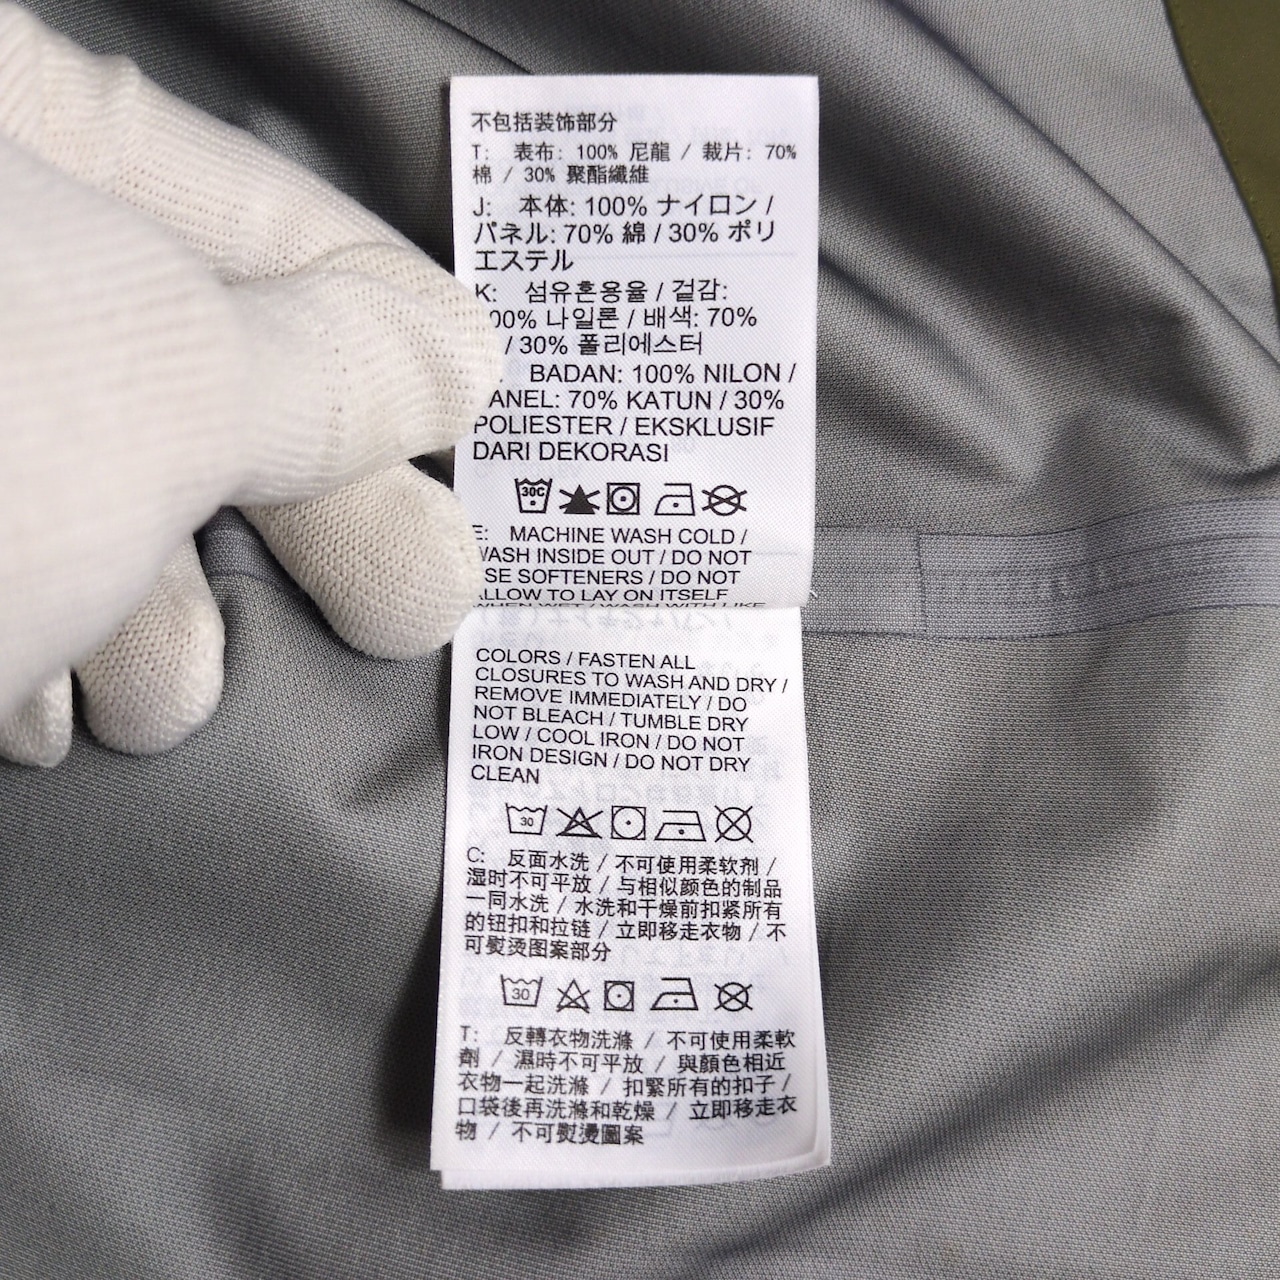 不包括装饰部分
T: 表布: 100% 尼龍 / 裁片: 70%
棉 / 30% 聚酯纖維
J: 本体: 100% ナイロン /
パネル: 70% 綿 / 30% ポリ
エステル
K: 섬유혼용율 / 겉감:
00% 나일론 / 배색: 70%
/ 30% 폴리에스터
BADAN: 100% NILON /
ANEL: 70% KATUN / 30%
POLIESTER / EKSKLUSIF
DARI DEKORASI
30C
E: MACHINE WASH COLD /
WASH INSIDE OUT / DO NOT
SE SOFTENERS / DO NOT
ALLOW TO LAY ON ITSELF
WHEN WET / WASH WITH LIKE
COLORS / FASTEN ALL
CLOSURES TO WASH AND DRY /
REMOVE IMMEDIATELY / DO
NOT BLEACH / TUMBLE DRY
LOW / COOL IRON / DO NOT
IRON DESIGN / DO NOT DRY
CLEAN
30
C: 反面水洗 / 不可使用柔软剂 /
湿时不可平放 / 与相似颜色的制品
一同水洗 / 水洗和干燥前扣紧所有
的钮扣和拉链 / 立即移走衣物 / 不
可熨烫图案部分
30
T: 反轉衣物洗滌 / 不可使用柔軟
劑 / 濕時不可平放 / 與顏色相近
衣物一起洗滌 / 扣緊所有的扣子 /
口袋後再洗滌和乾燥 / 立即移走衣
物 / 不可熨燙圖案